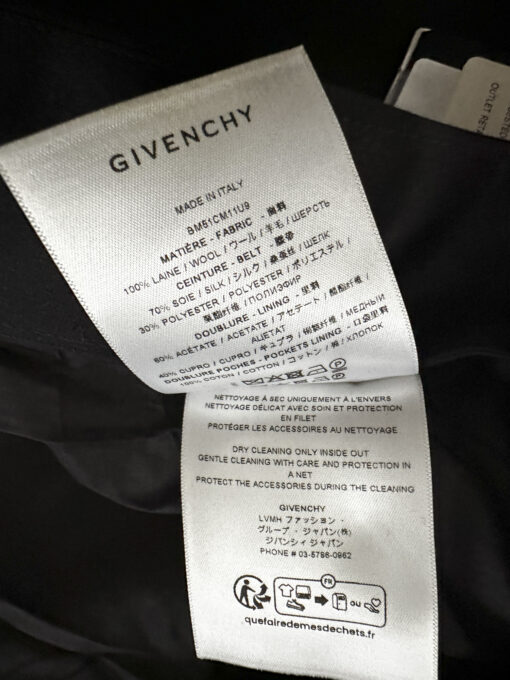 GIVENCHY
MADE IN ITALY
BM51CM11U9
MATIÈRE - FABRIC - 面料
100% LAINE / WOOL / ウール / 羊毛 / ШЕРСТЬ
CEINTURE - BELT - 腰带
70% SOIE / SILK / シルク / 桑蚕丝 / ШЕЛК
30% POLYESTER / POLYESTER / ポリエステル /
聚酯纤维 / ПОЛИЭФИР
DOUBLURE - LINING - 里料
60% ACÉTATE / ACETATE / アセテート / 醋酯纤维 /
АЦЕТАТ
40% CUPRO / CUPRO / キュプラ / 铜氨纤维 / МЕДНЫЙ
DOUBLURE POCHES - POCKETS LINING - 口袋里料
100% COTON / COTTON / コットン / 棉 / ХЛОПОК
NETTOYAGE À SEC UNIQUEMENT À L'ENVERS
NETTOYAGE DÉLICAT AVEC SOIN ET PROTECTION
EN FILET
PROTÉGER LES ACCESSOIRES AU NETTOYAGE
DRY CLEANING ONLY INSIDE OUT
GENTLE CLEANING WITH CARE AND PROTECTION IN
A NET
PROTECT THE ACCESSORIES DURING THE CLEANING
GIVENCHY
LVMH ファッション・
グループ・ジャパン(株)
ジバンシィ ジャパン
PHONE # 03-5786-0962
FR
ou
quefairedemesdechets.fr
OUTLET